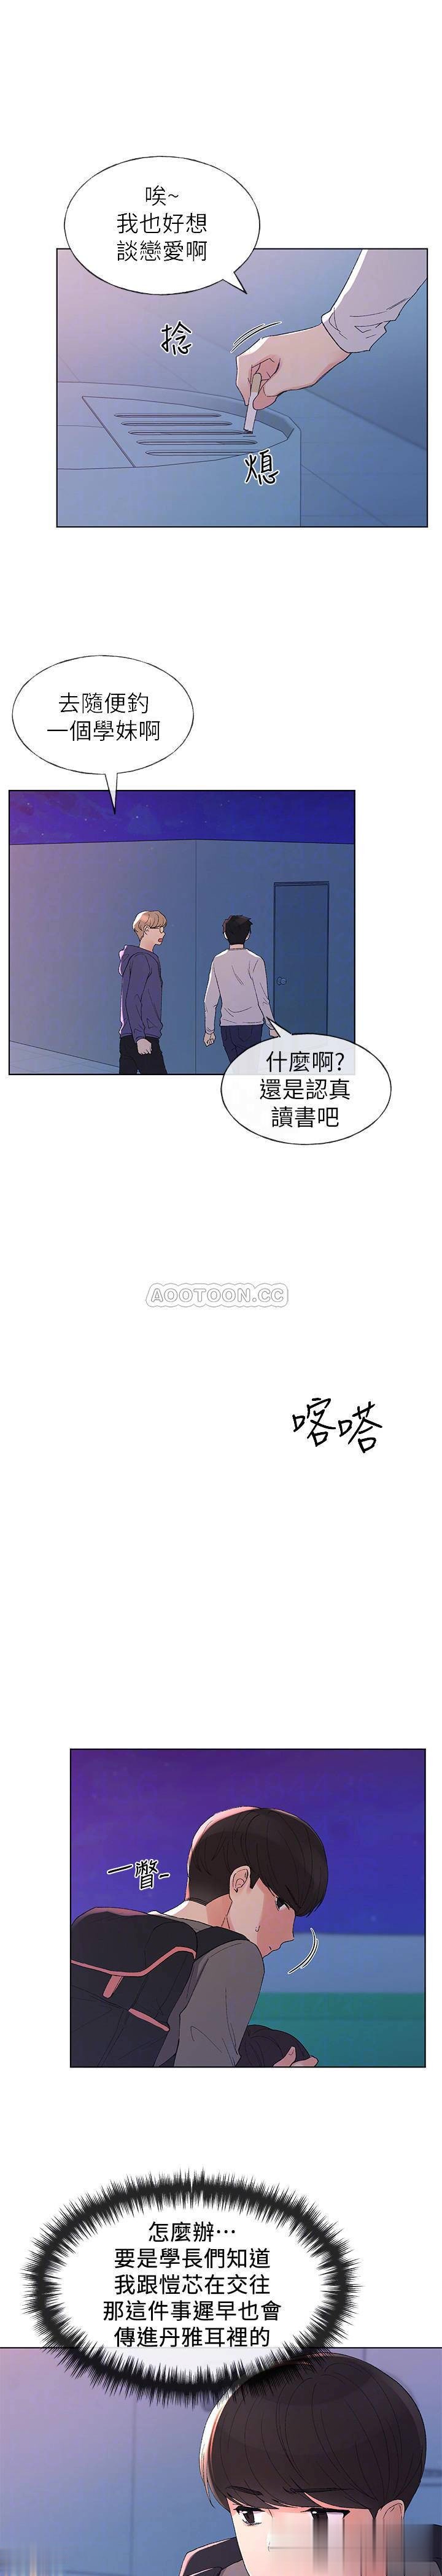 唉~
我也好想
談戀愛啊
捻
熄
去隨便釣
一個學妹啊
什麼啊?
還是認真
讀書吧
AOOTOON.CC
喀嗒
一瞥-
怎麼辦…
要是學長們知道
我跟愷芯在交往
那這件事遲早也會
傳進丹雅耳裡的